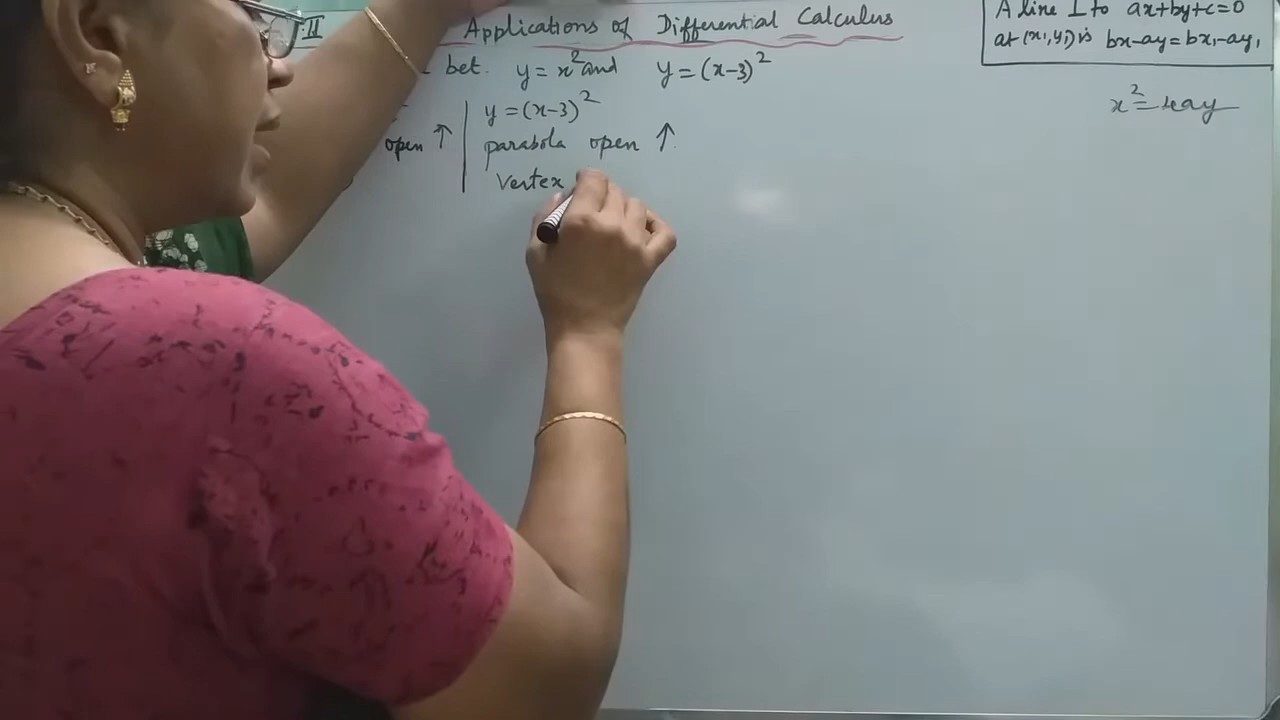 II Applications of Differential Calculus
bet. y = x² and y = (x-3)²
y = (x-3)²
open ↑ parabola open ↑.
Vertex
A line ⊥ to ax+by+c=0
at (x₁,y₁) is bx-ay=bx₁-ay₁
x² = 4ay